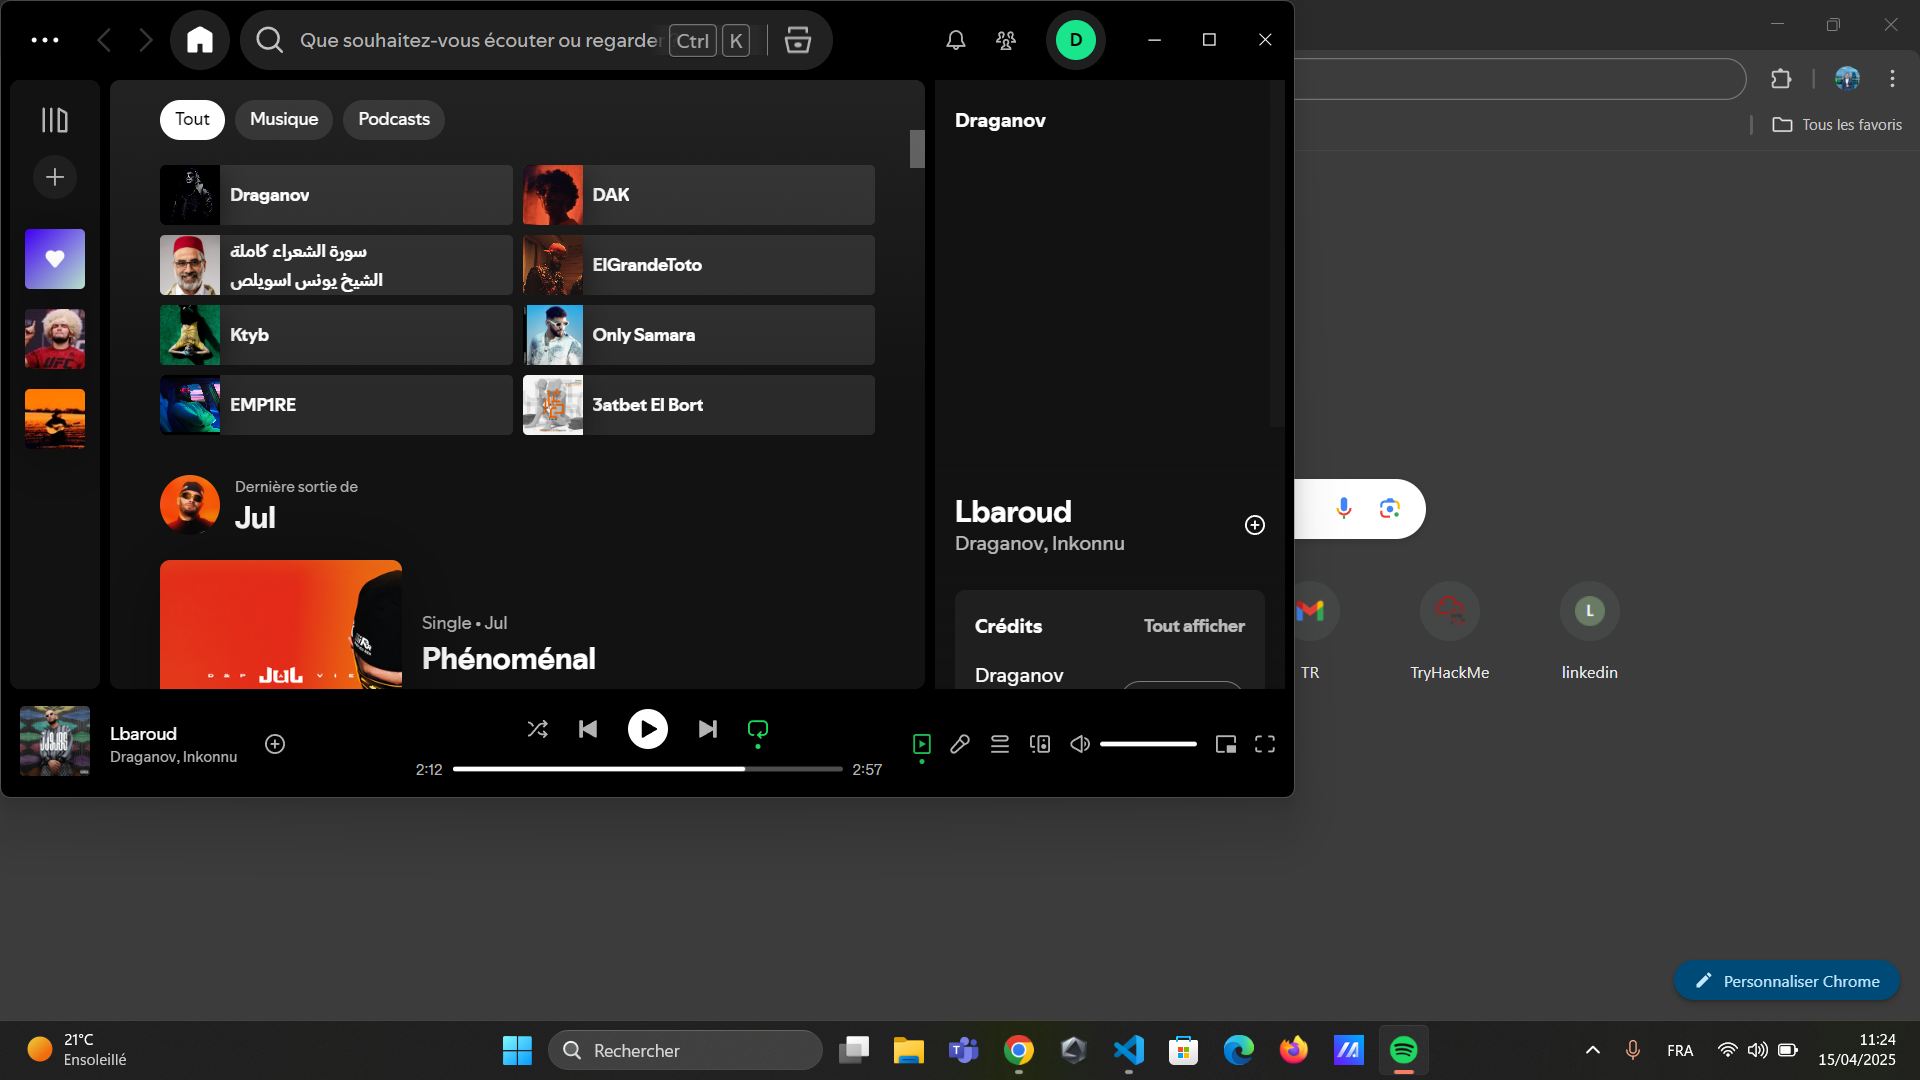 Que souhaitez-vous écouter ou regarder
Ctrl
K
D
Tous les favoris
Tout
Musique
Podcasts
Draganov
DAK
سورة الشعراء كاملة
الشيخ يونس اسويلص
ElGrandeToto
Ktyb
Only Samara
EMP1RE
3atbet El Bort
Dernière sortie de
Jul
JUL
Single • Jul
Phénoménal
Draganov
Lbaroud
Draganov, Inkonnu
Crédits
Tout afficher
Draganov
Lbaroud
Draganov, Inkonnu
2:12
2:57
TR
TryHackMe
L
linkedin
Personnaliser Chrome
21°C
Ensoleillé
Rechercher
FRA
11:24
15/04/2025